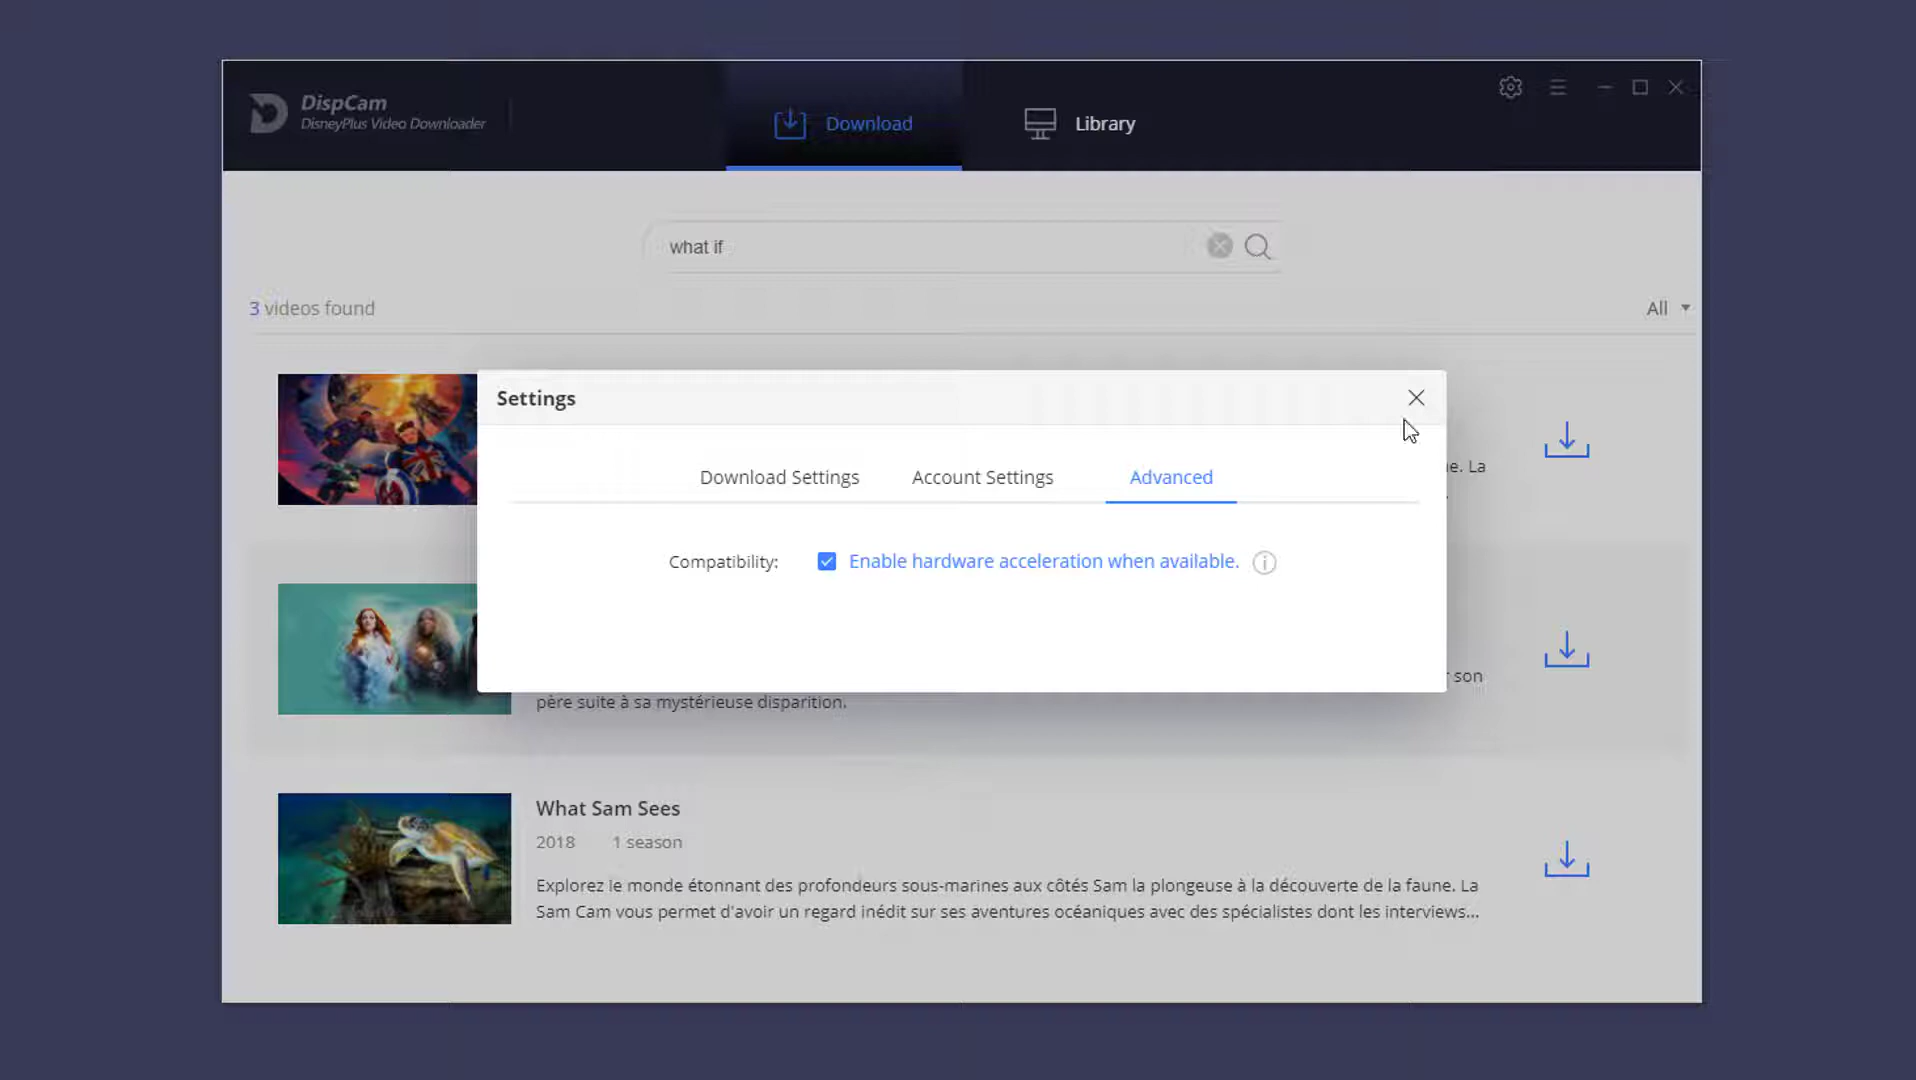 DispCam
DisneyPlus Video Downloader
Download
Library
what if
3 videos found
All
Settings
e. La
Download Settings
Account Settings
Advanced
Compatibility:
Enable hardware acceleration when available.
son
père suite à sa mystérieuse disparition.
What Sam Sees
2018 1 season
Explorez le monde étonnant des profondeurs sous-marines aux côtés Sam la plongeuse à la découverte de la faune. La
Sam Cam vous permet d'avoir un regard inédit sur ses aventures océaniques avec des spécialistes dont les interviews...